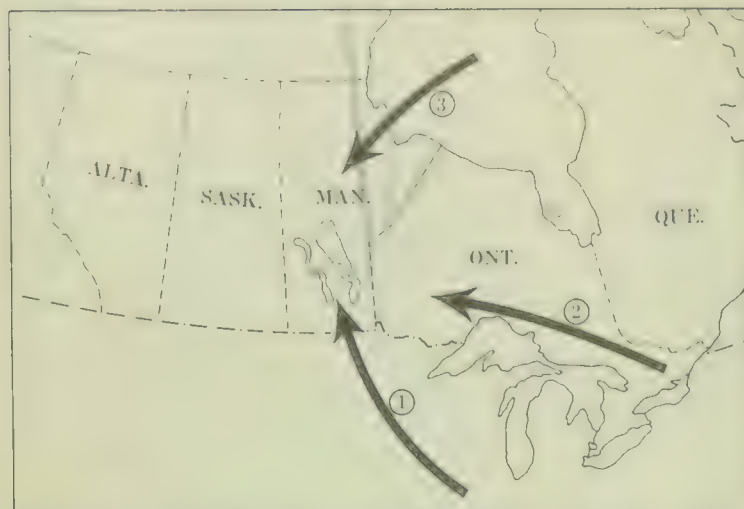 ③
ALTA.
SASK.
MAN.
QUE.
ONT.
②
①